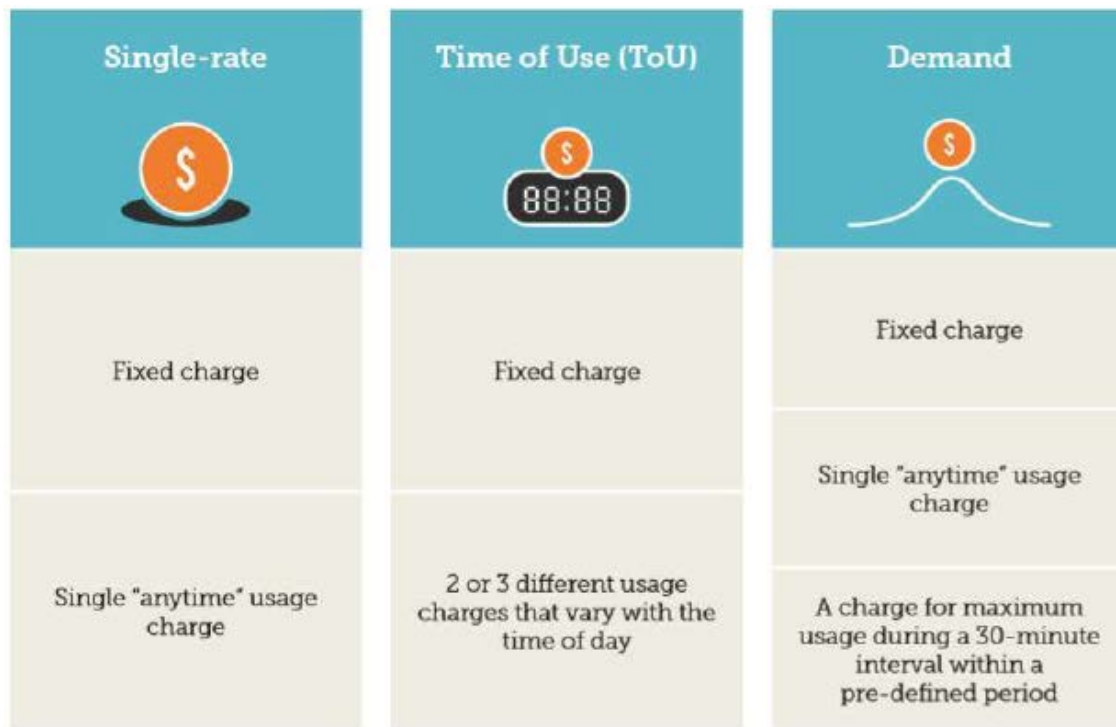 Single-rate
$
Fixed charge
Single "anytime" usage
charge
Time of Use (ToU)
$
88:88
Fixed charge
2 or 3 different usage
charges that vary with the
time of day
Demand
$
Fixed charge
Single "anytime" usage
charge
A charge for maximum
usage during a 30-minute
interval within a
pre-defined period